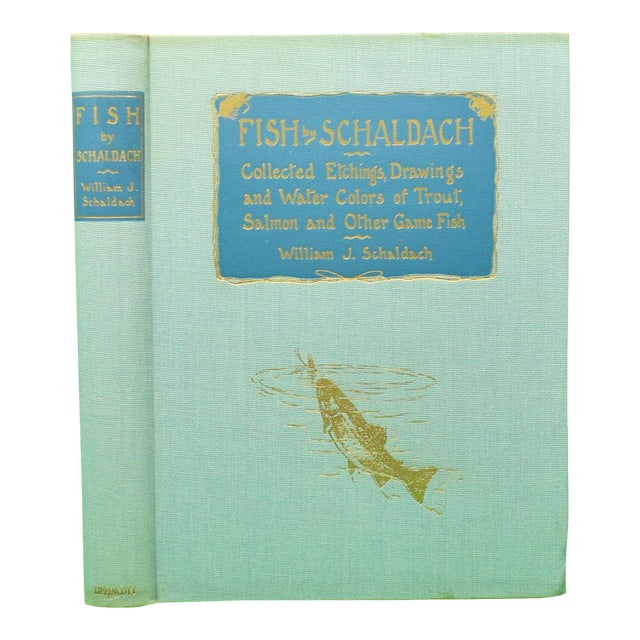 FISH
by
SCHALDACH
William J.
Schaldach
LIPPINCOTT
FISH by SCHALDACH
Collected Etchings, Drawings
and Water Colors of Trout,
Salmon and Other Game Fish
William J. Schaldach